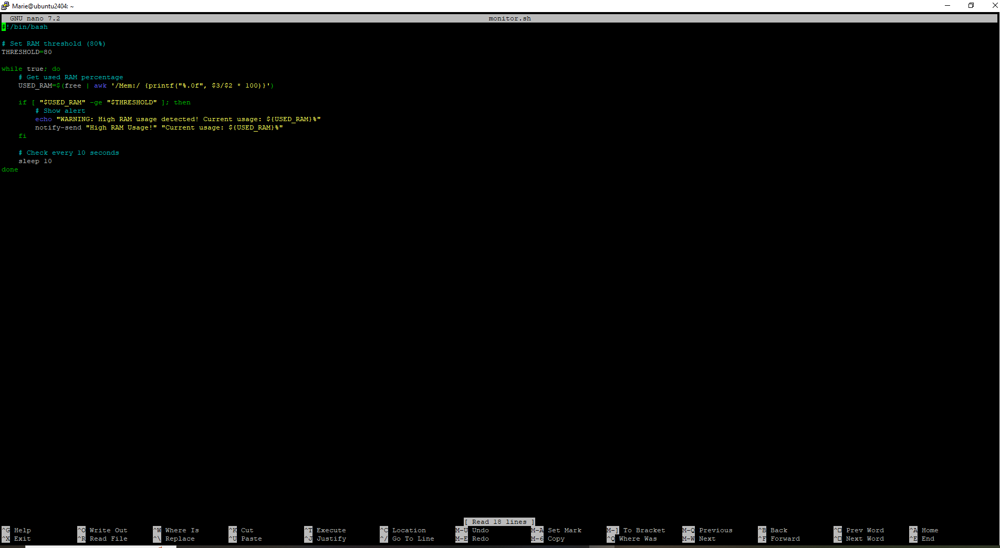 Marie@ubuntu2404: ~
GNU nano 7.2 monitor.sh
#!/bin/bash
# Set RAM threshold (80%)
THRESHOLD=80
while true; do
# Get used RAM percentage
USED_RAM=$(free | awk '/Mem:/ {printf("%.0f", $3/$2 * 100)}')
if [ "$USED_RAM" -ge "$THRESHOLD" ]; then
# Show alert
echo "WARNING: High RAM usage detected! Current usage: ${USED_RAM}%"
notify-send "High RAM Usage!" "Current usage: ${USED_RAM}%"
fi
# Check every 10 seconds
sleep 10
done
[ Read 18 lines ]
^G Help ^O Write Out ^W Where Is ^K Cut ^T Execute ^C Location M-U Undo M-A Set Mark M-] To Bracket M-Q Previous ^B Back ^□ Prev Word ^A Home
^X Exit ^R Read File ^\ Replace ^U Paste ^J Justify ^/ Go To Line M-E Redo M-6 Copy ^Q Where Was M-W Next ^F Forward ^□ Next Word ^E End